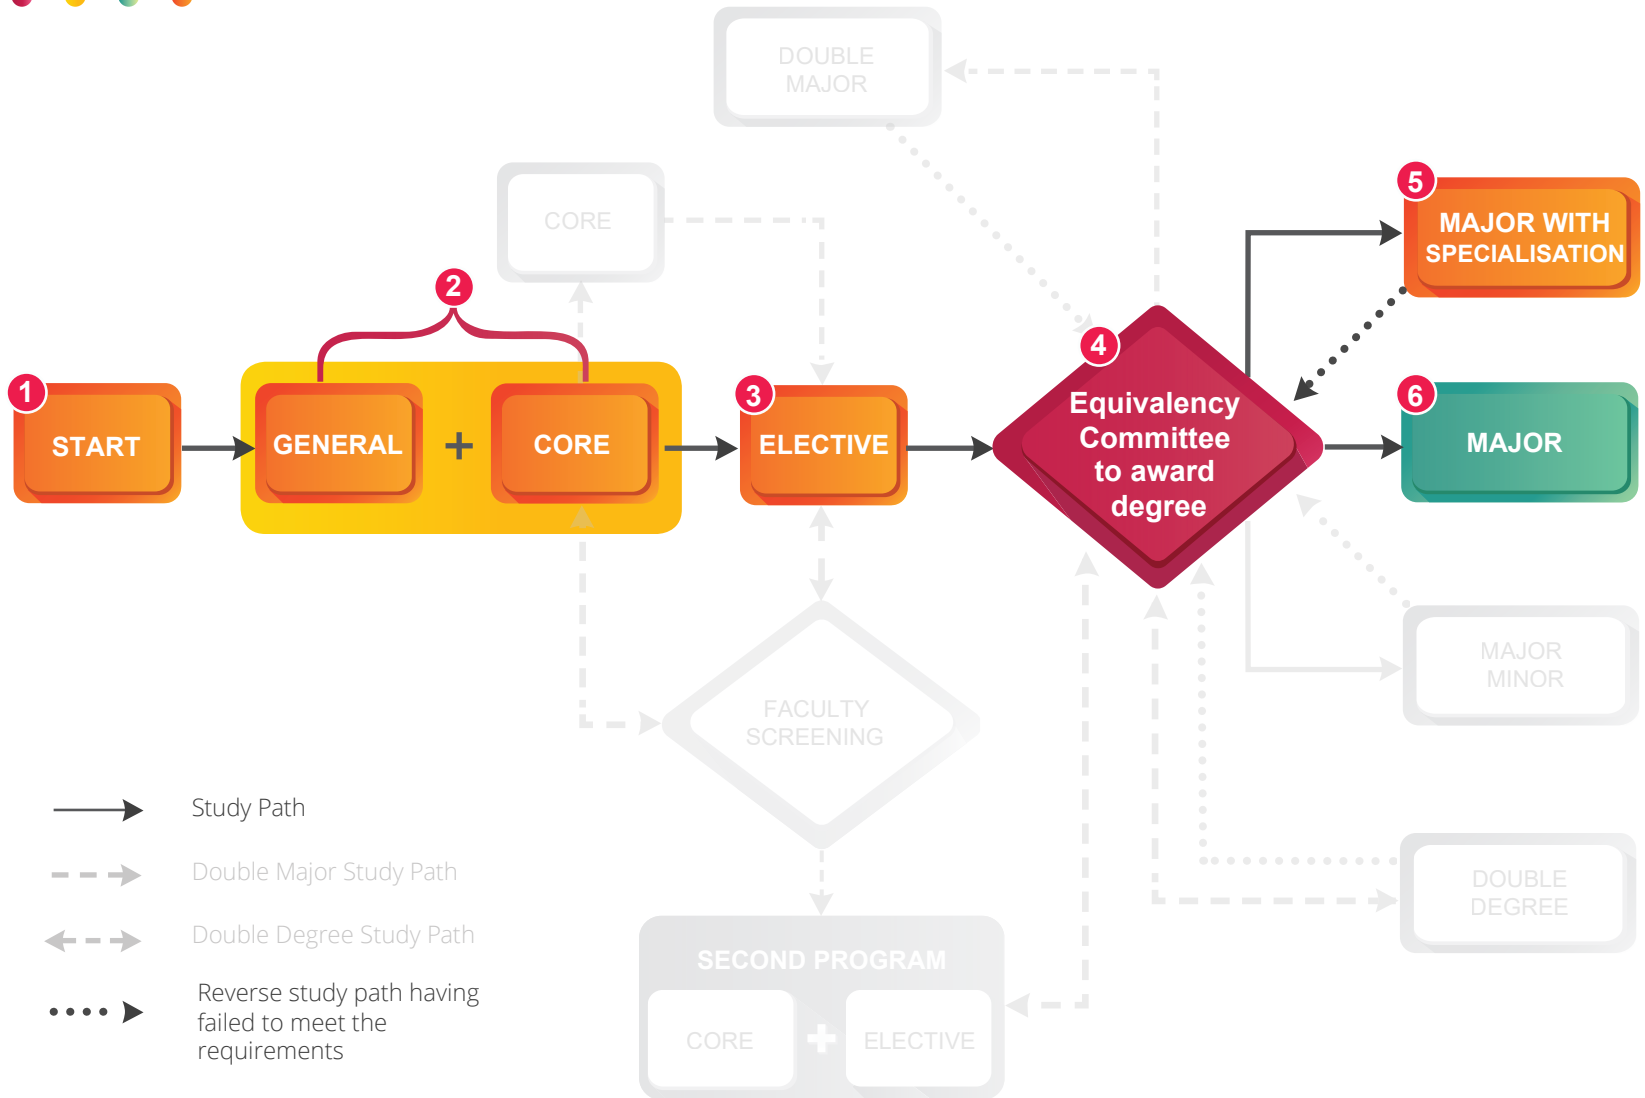 DOUBLE
MAJOR
CORE
5
MAJOR WITH
SPECIALISATION
2
1
START
GENERAL
+
CORE
3
ELECTIVE
4
Equivalency
Committee
to award
degree
6
MAJOR
MAJOR
MINOR
FACULTY
SCREENING
DOUBLE
DEGREE
Study Path
Double Major Study Path
Double Degree Study Path
Reverse study path having
failed to meet the
requirements
SECOND PROGRAM
CORE
+
ELECTIVE